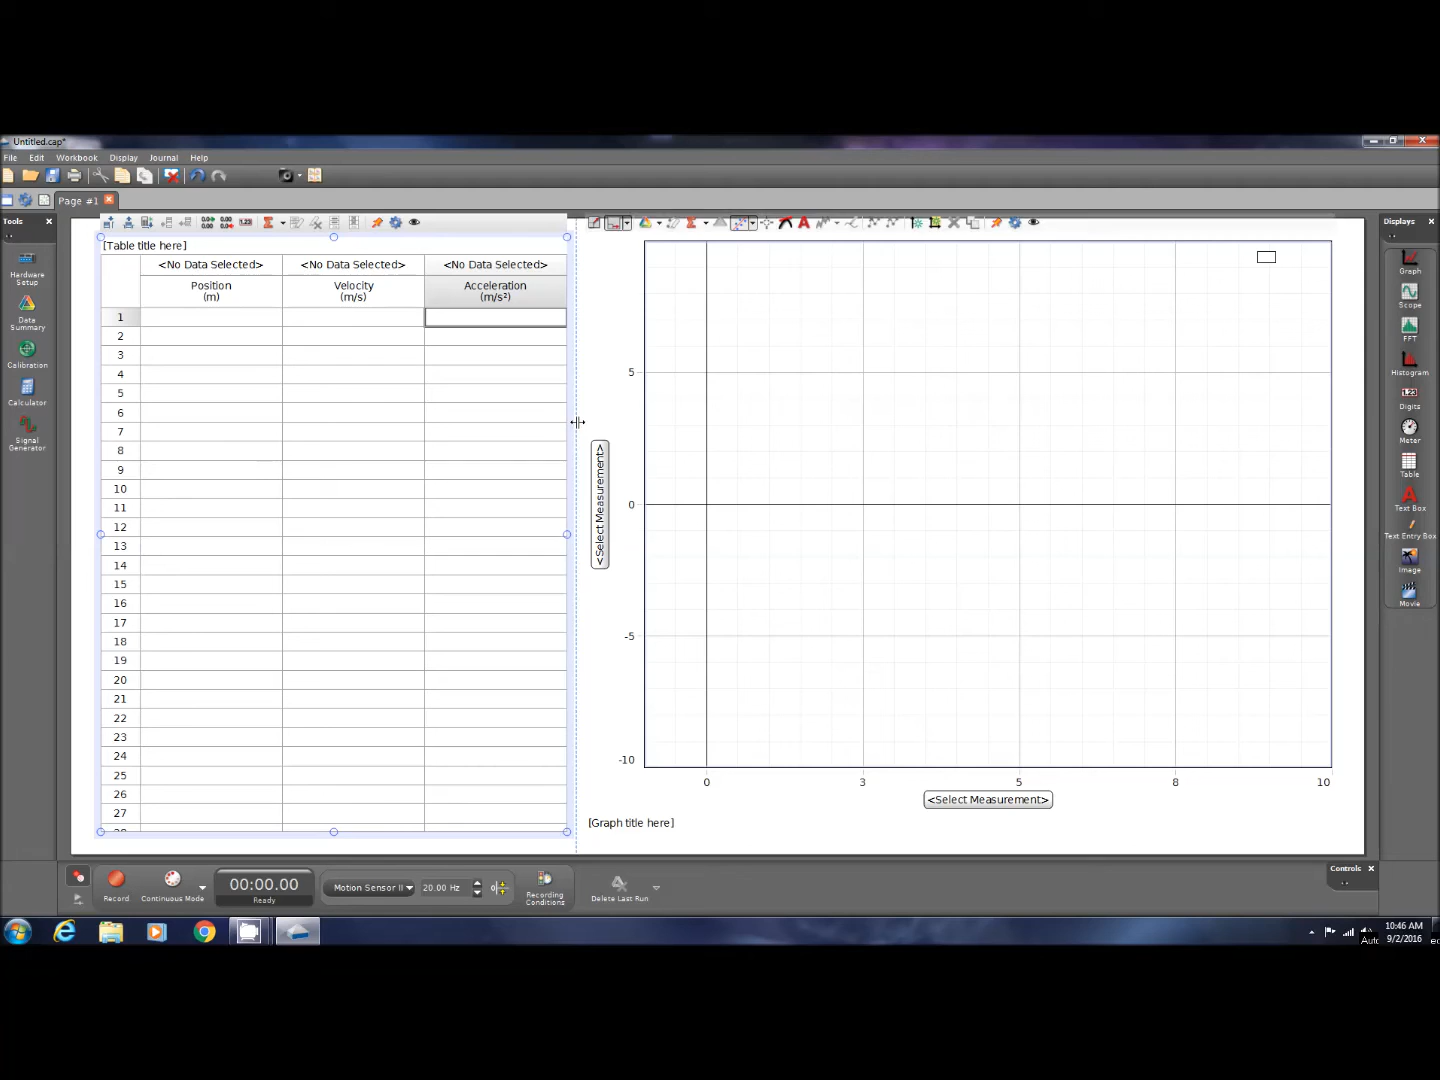 Untitled.cap*
File Edit Workbook Display Journal Help
Page #1
Tools
Hardware Setup
Data Summary
Calibration
Calculator
Signal Generator
[Table title here]
<No Data Selected> <No Data Selected> <No Data Selected>
Position (m) Velocity (m/s) Acceleration (m/s²)
1
2
3
4
5
6
7
8
9
10
11
12
13
14
15
16
17
18
19
20
21
22
23
24
25
26
27
5
0
-5
-10
<Select Measurement>
0 3 5 8 10
<Select Measurement>
[Graph title here]
Displays
Graph
Scope
FFT
Histogram
1.23
Digits
Meter
Table
Text Box
Text Entry Box
Image
Movie
Record
Continuous Mode
00:00.00
Ready
Motion Sensor II
20.00 Hz
Recording Conditions
Delete Last Run
Controls
10:46 AM
9/2/2016